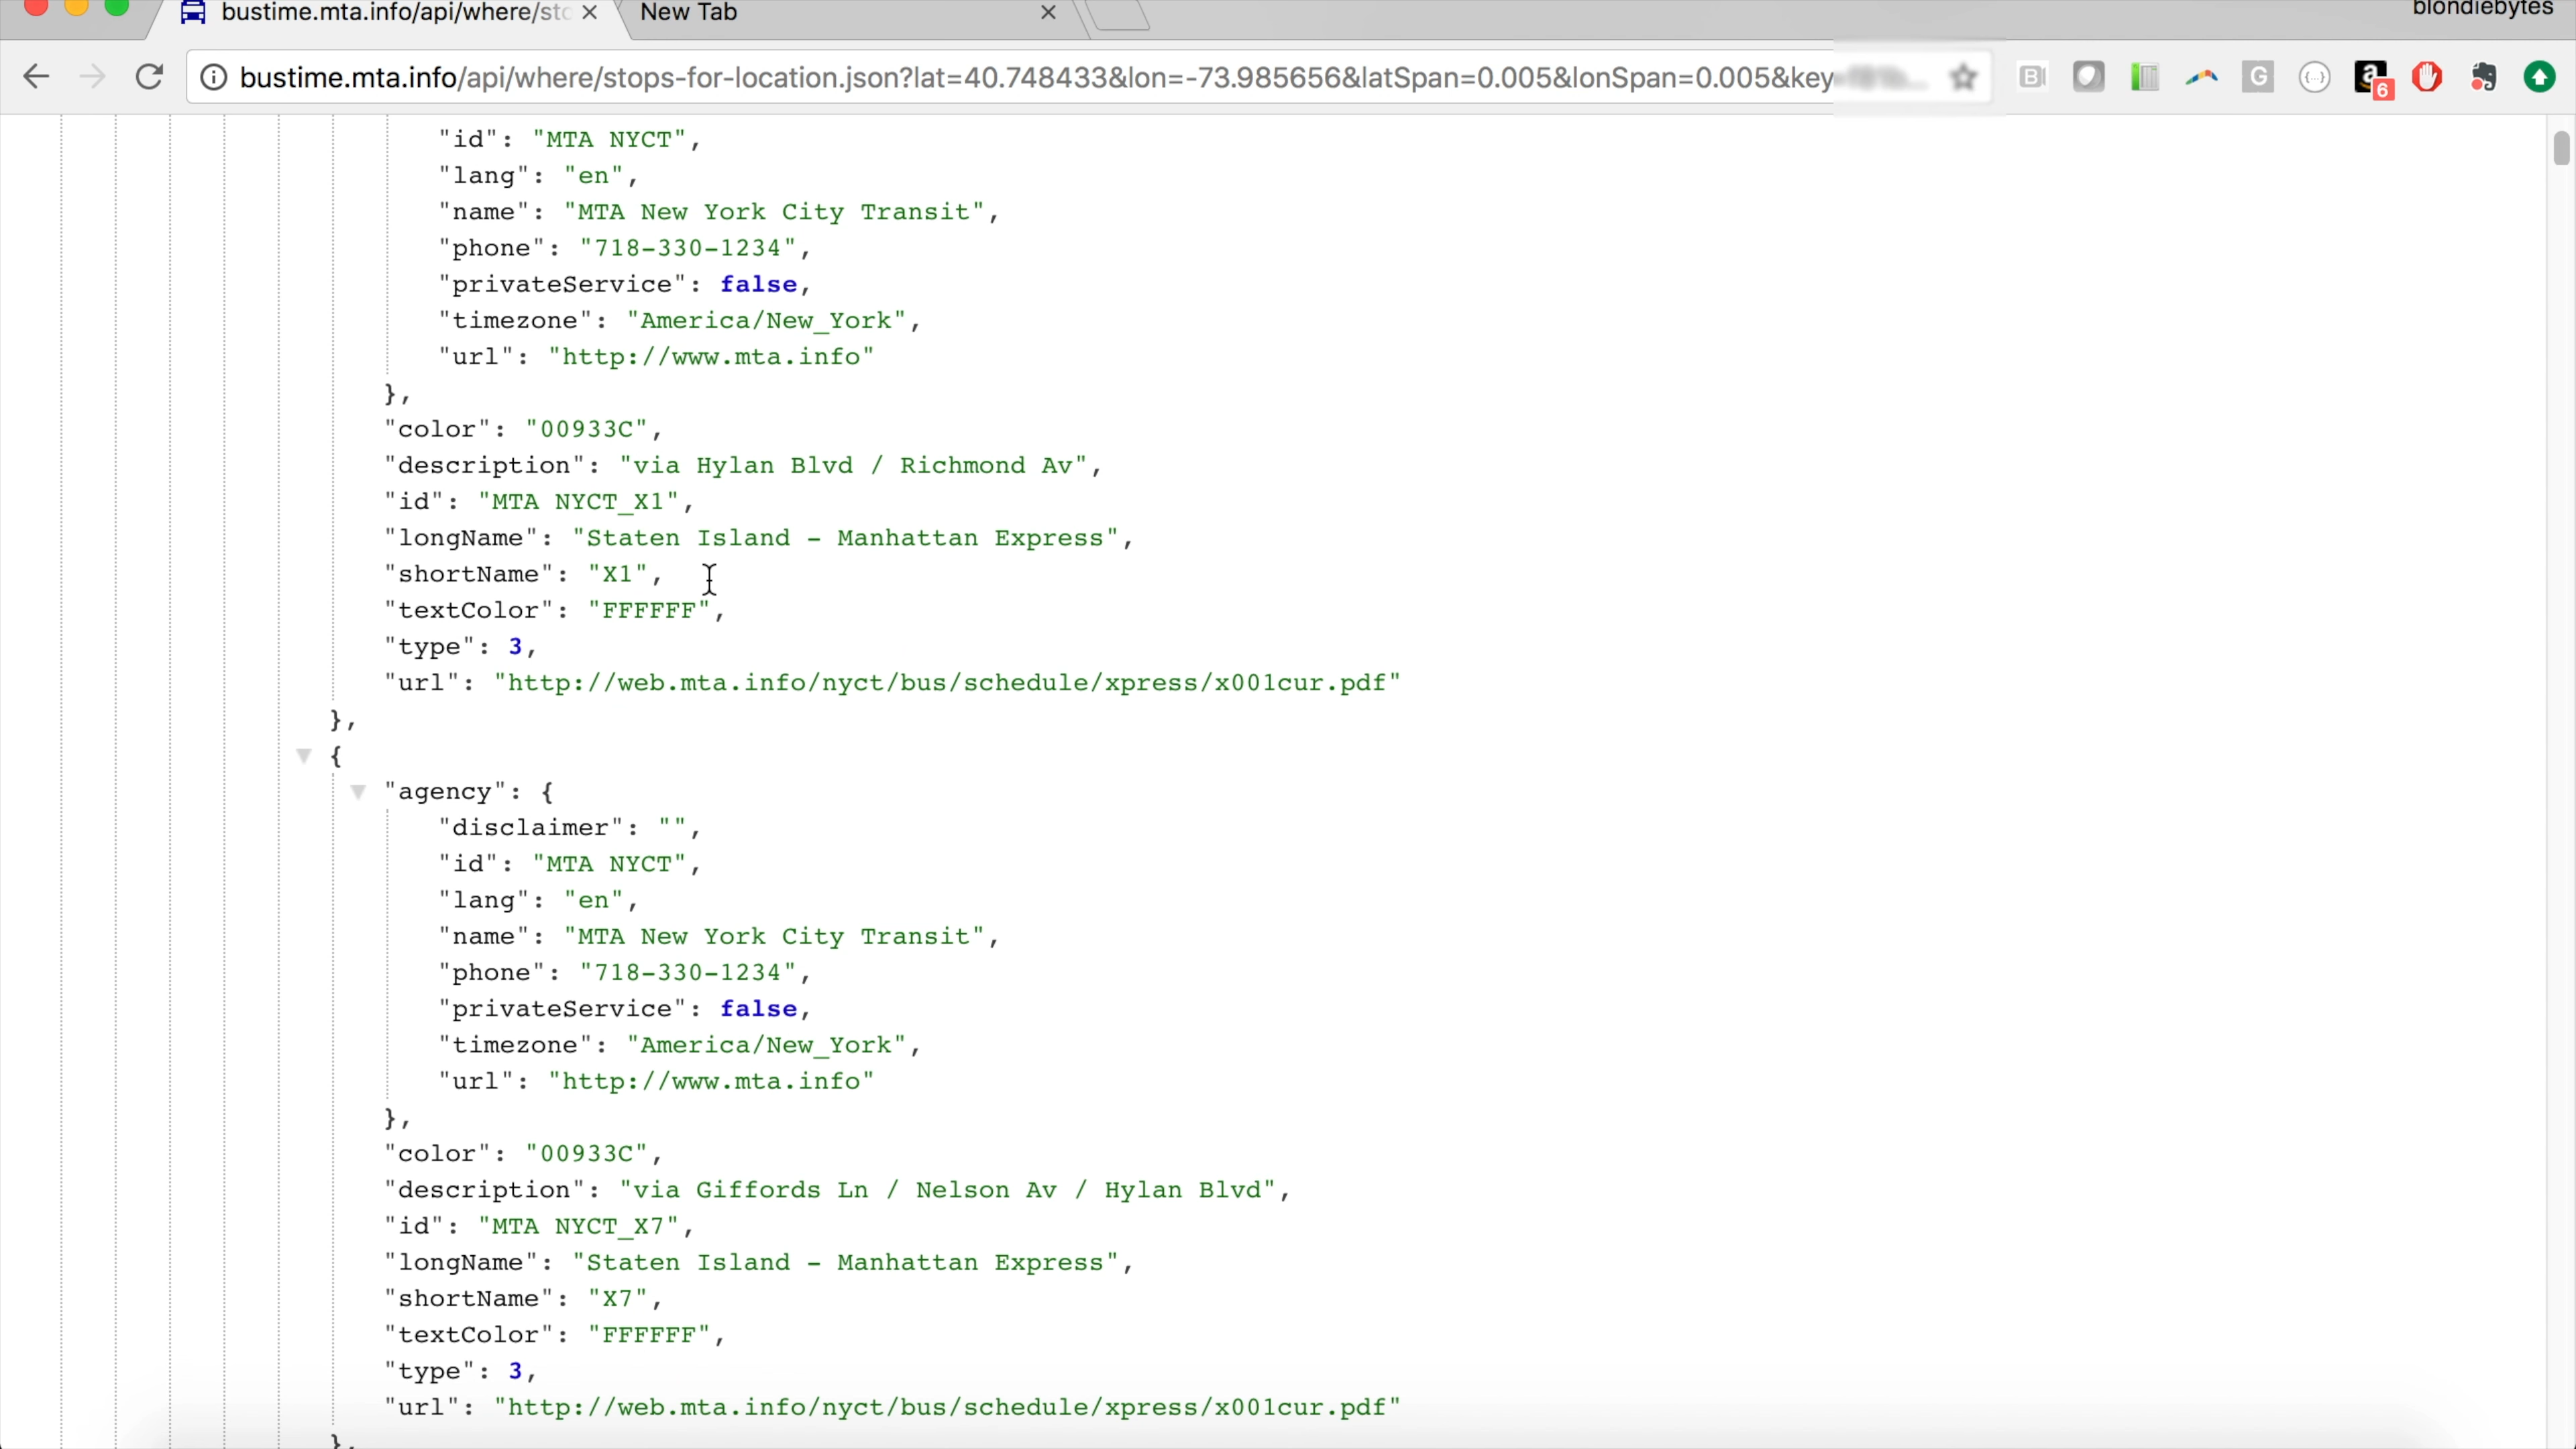 bustime.mta.info/api/where/sto
New Tab
blondiebytes
bustime.mta.info/api/where/stops-for-location.json?lat=40.748433&lon=-73.985656&latSpan=0.005&lonSpan=0.005&key
6
"id": "MTA NYCT",
"lang": "en",
"name": "MTA New York City Transit",
"phone": "718-330-1234",
"privateService": false,
"timezone": "America/New_York",
"url": "http://www.mta.info"
},
"color": "00933C",
"description": "via Hylan Blvd / Richmond Av",
"id": "MTA NYCT_X1",
"longName": "Staten Island - Manhattan Express",
"shortName": "X1",
"textColor": "FFFFFF",
"type": 3,
"url": "http://web.mta.info/nyct/bus/schedule/xpress/x001cur.pdf"
},
{
"agency": {
"disclaimer": "",
"id": "MTA NYCT",
"lang": "en",
"name": "MTA New York City Transit",
"phone": "718-330-1234",
"privateService": false,
"timezone": "America/New_York",
"url": "http://www.mta.info"
},
"color": "00933C",
"description": "via Giffords Ln / Nelson Av / Hylan Blvd",
"id": "MTA NYCT_X7",
"longName": "Staten Island - Manhattan Express",
"shortName": "X7",
"textColor": "FFFFFF",
"type": 3,
"url": "http://web.mta.info/nyct/bus/schedule/xpress/x001cur.pdf"
},